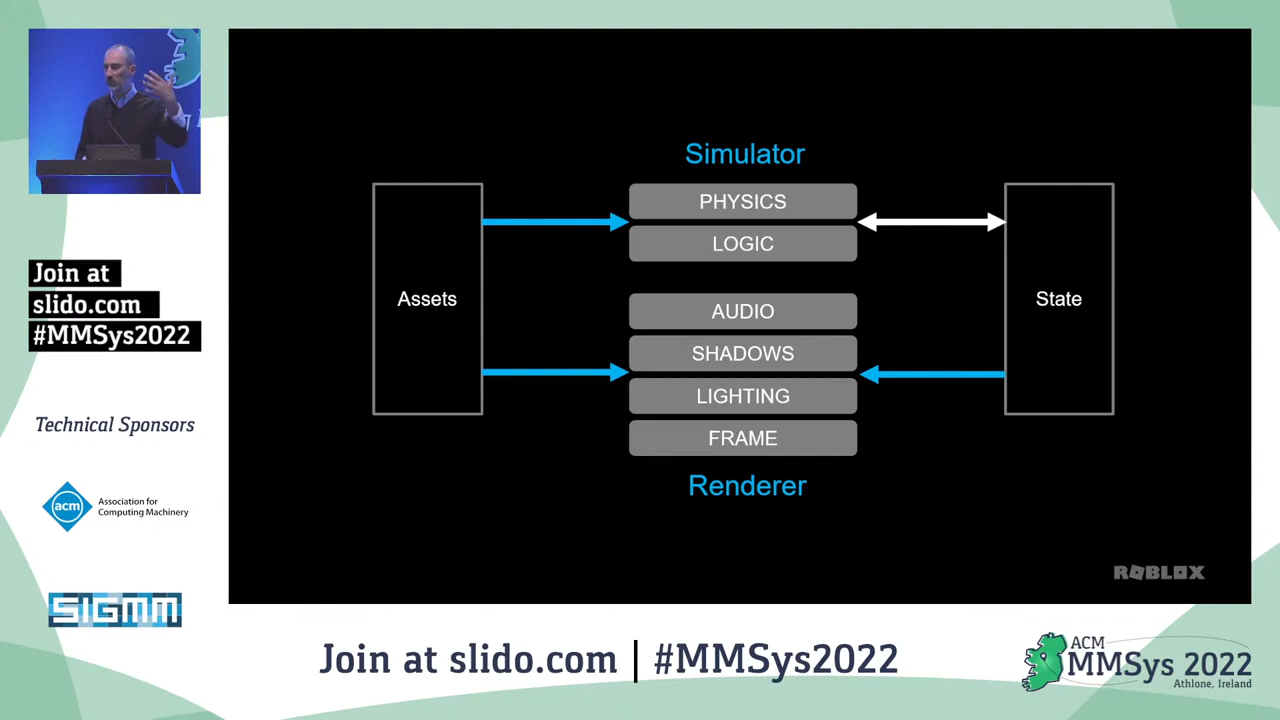 Join at
slido.com
#MMSys2022
Technical Sponsors
acm
Association for
Computing Machinery
SIGMM
Simulator
PHYSICS
LOGIC
AUDIO
SHADOWS
LIGHTING
FRAME
Renderer
Assets
State
ROBLOX
Join at slido.com | #MMSys2022
ACM
MMSys 2022
Athlone, Ireland